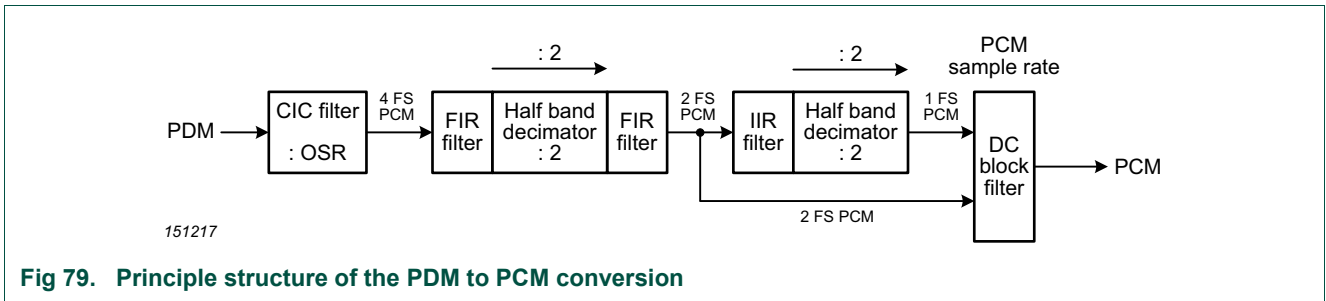 PDM
CIC filter
: OSR
4 FS
PCM
: 2
FIR
filter
Half band
decimator
: 2
FIR
filter
2 FS
PCM
: 2
IIR
filter
Half band
decimator
: 2
1 FS
PCM
PCM
sample rate
DC
block
filter
PCM
2 FS PCM
151217
Fig 79. Principle structure of the PDM to PCM conversion